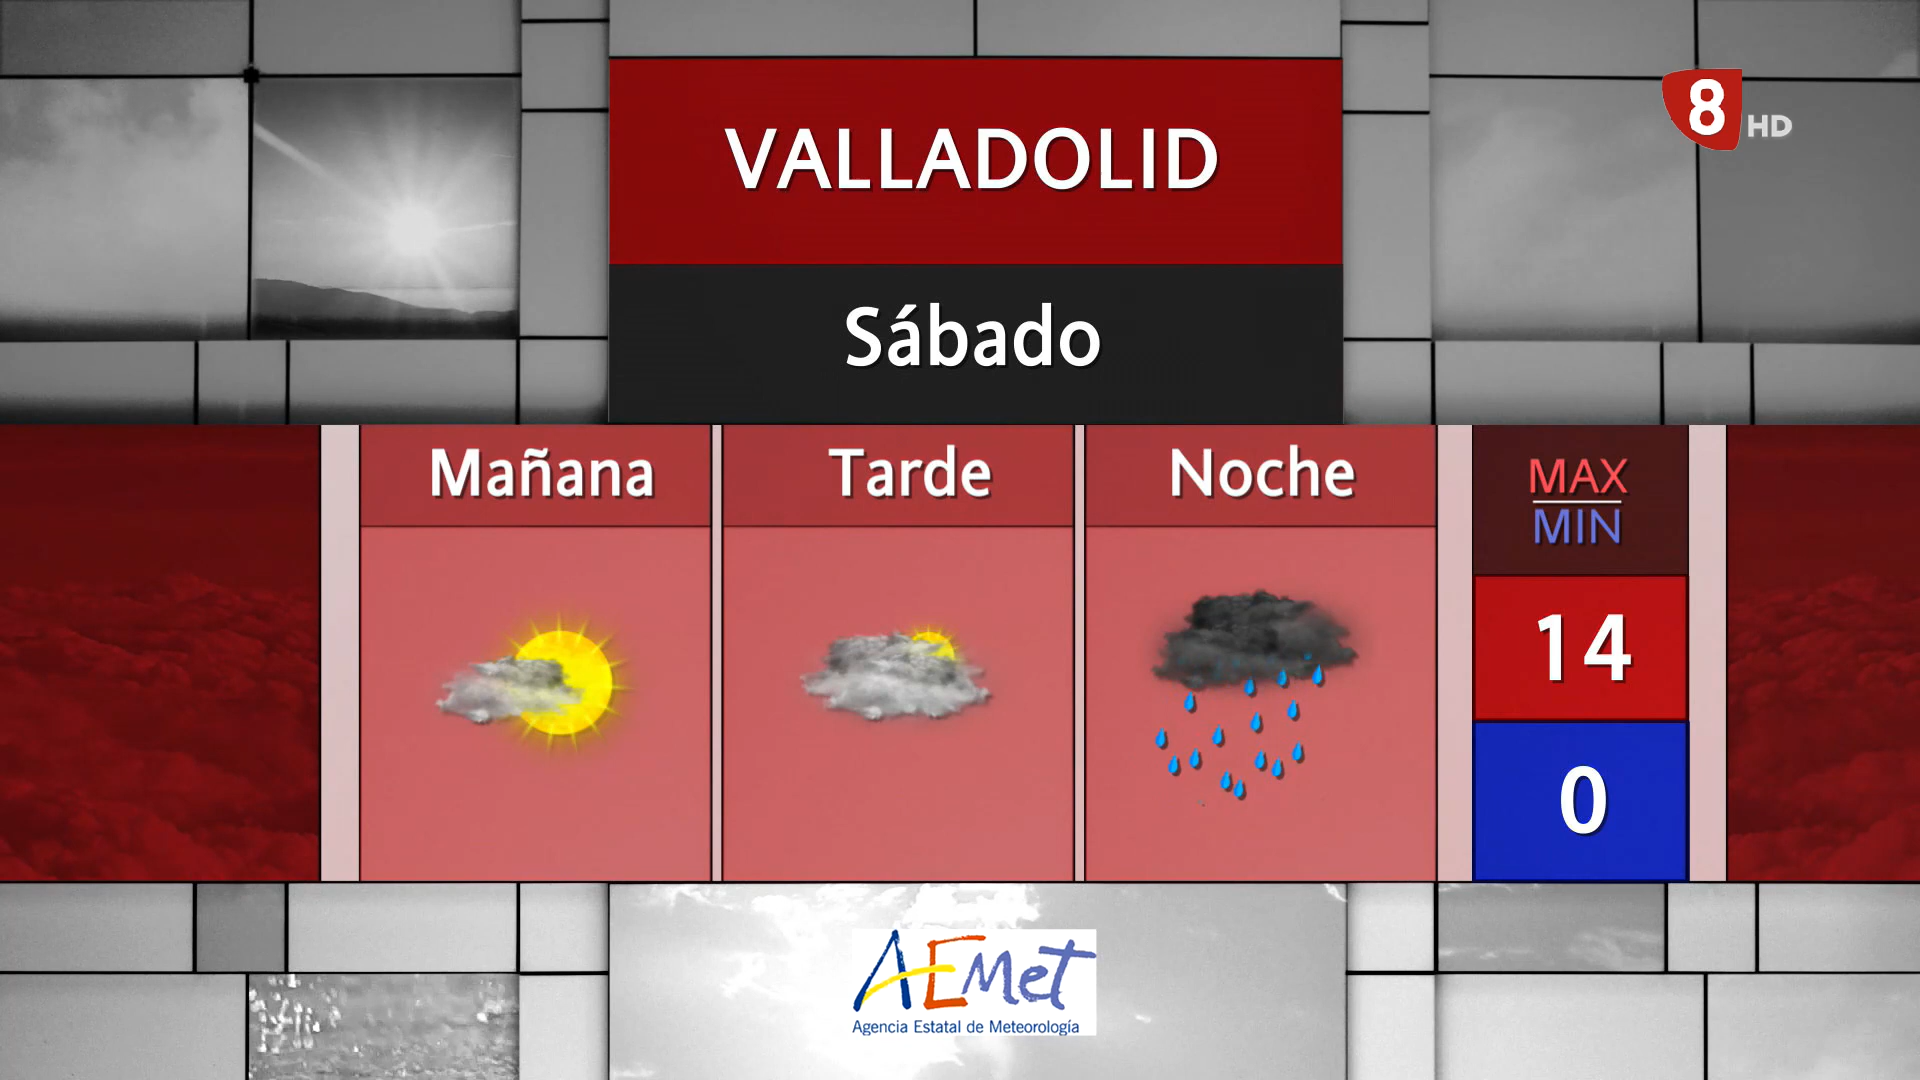 VALLADOLID
8 HD
Sábado
Mañana
Tarde
Noche
MAX
MIN
14
0
AEMet
Agencia Estatal de Meteorología